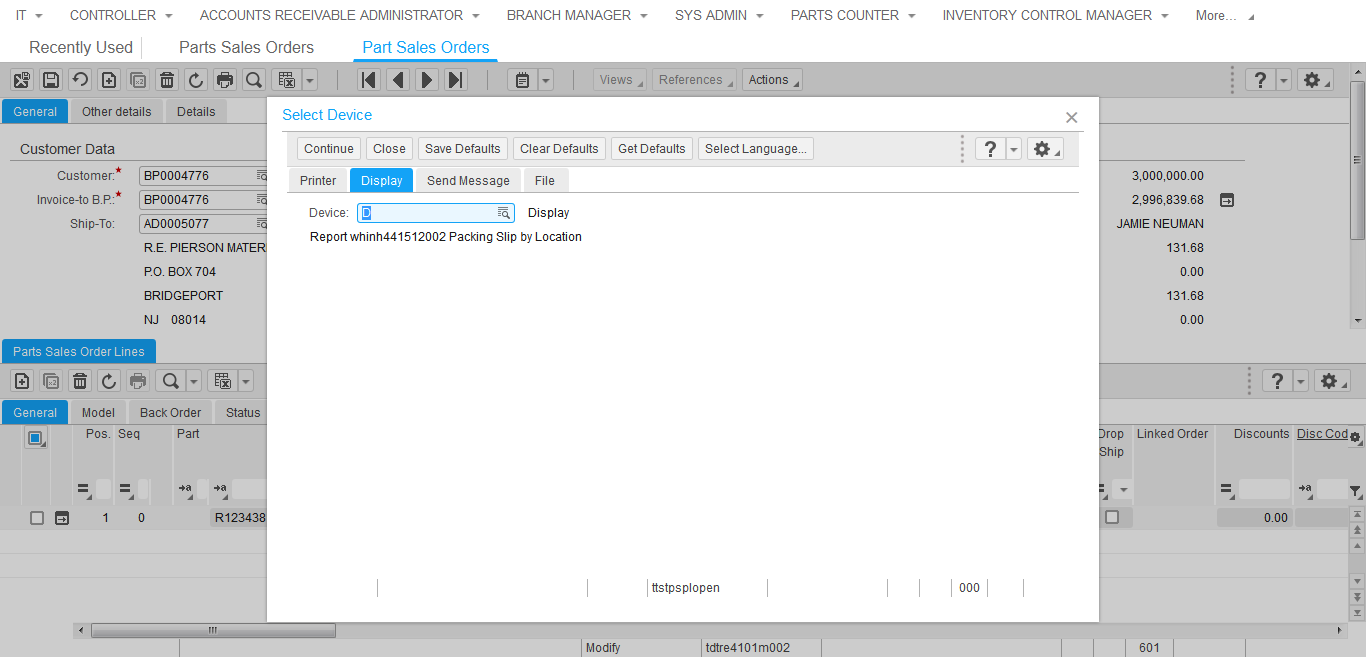 IT CONTROLLER ACCOUNTS RECEIVABLE ADMINISTRATOR BRANCH MANAGER SYS ADMIN PARTS COUNTER INVENTORY CONTROL MANAGER More...
Recently Used Parts Sales Orders Part Sales Orders
Views References Actions ?
General Other details Details
Select Device
Continue Close Save Defaults Clear Defaults Get Defaults Select Language... ?
Printer Display Send Message File
Device: D Display
Report whinh441512002 Packing Slip by Location
ttstpsplopen 000
Customer Data
Customer:* BP0004776 3,000,000.00
Invoice-to B.P.:* BP0004776 2,996,839.68
Ship-To: AD0005077 JAMIE NEUMAN
R.E. PIERSON MATER 131.68
P.O. BOX 704 0.00
BRIDGEPORT 131.68
NJ 08014 0.00
Parts Sales Order Lines
?
General Model Back Order Status
Pos. Seq Part Drop Ship Linked Order Discounts Disc Cod
1 0 R123438 0.00
Modify tdtre4101m002 601